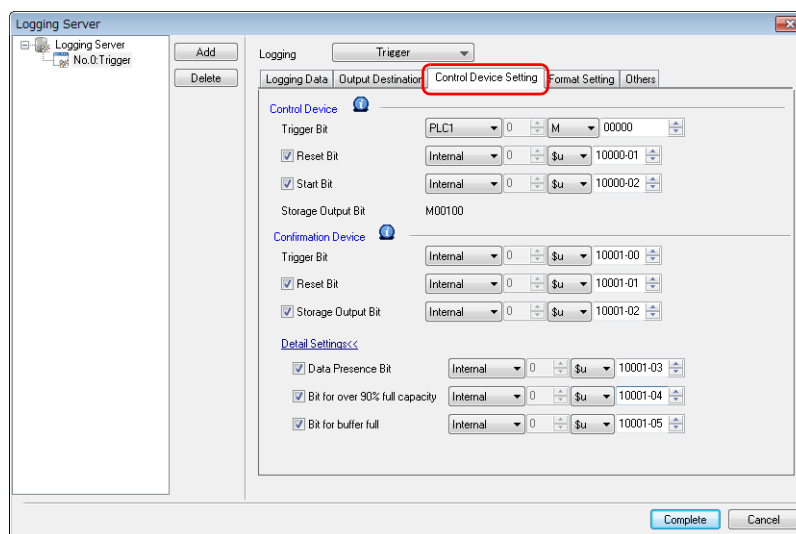 Logging Server
Logging Server
No.0:Trigger
Add
Delete
Logging Trigger
Logging Data Output Destination Control Device Setting Format Setting Others
Control Device
Trigger Bit PLC1 0 M 00000
Reset Bit Internal 0 $u 10000-01
Start Bit Internal 0 $u 10000-02
Storage Output Bit M00100
Confirmation Device
Trigger Bit Internal 0 $u 10001-00
Reset Bit Internal 0 $u 10001-01
Storage Output Bit Internal 0 $u 10001-02
Detail Settings<<
Data Presence Bit Internal 0 $u 10001-03
Bit for over 90% full capacity Internal 0 $u 10001-04
Bit for buffer full Internal 0 $u 10001-05
Complete Cancel